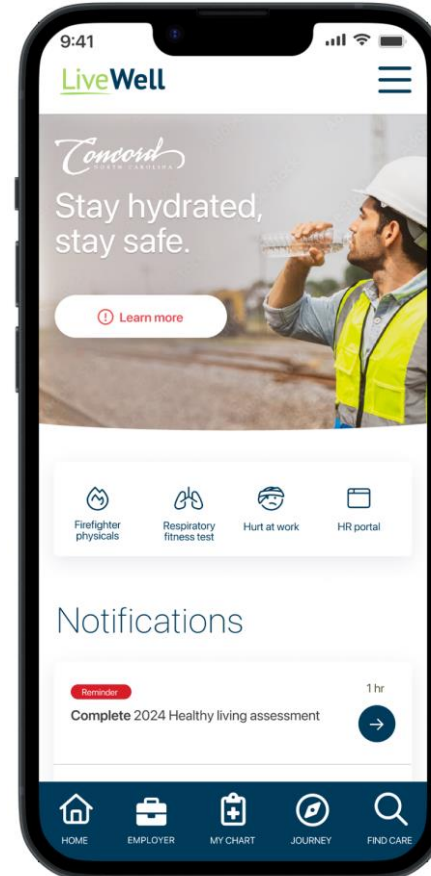 9:41
LiveWell
Concord
NORTH CAROLINA
Stay hydrated,
stay safe.
Learn more
Firefighter
physicals
Respiratory
fitness test
Hurt at work
HR portal
Notifications
Reminder
1 hr
Complete 2024 Healthy living assessment
HOME
EMPLOYER
MY CHART
JOURNEY
FIND CARE